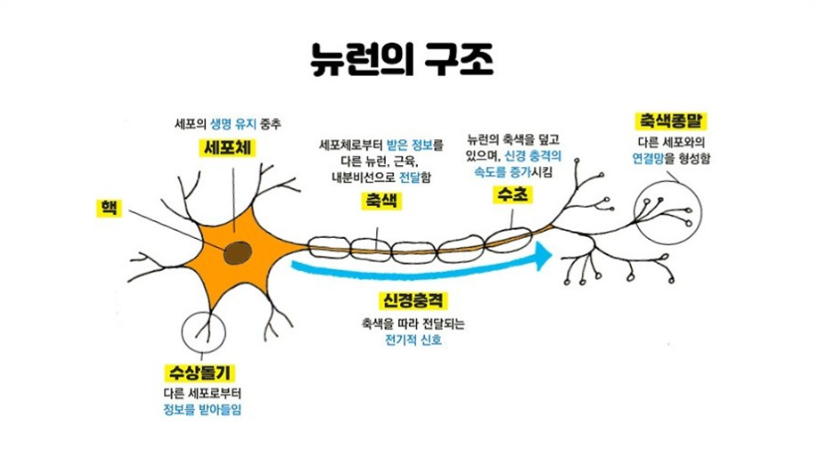 뉴런의 구조
세포의 생명 유지 중추
세포체
핵
세포체로부터 받은 정보를
다른 뉴런, 근육,
내분비선으로 전달함
축색
뉴런의 축색을 덮고
있으며, 신경 충격의
속도를 증가시킴
수초
축색종말
다른 세포와의
연결망을 형성함
신경충격
축색을 따라 전달되는
전기적 신호
수상돌기
다른 세포로부터
정보를 받아들임